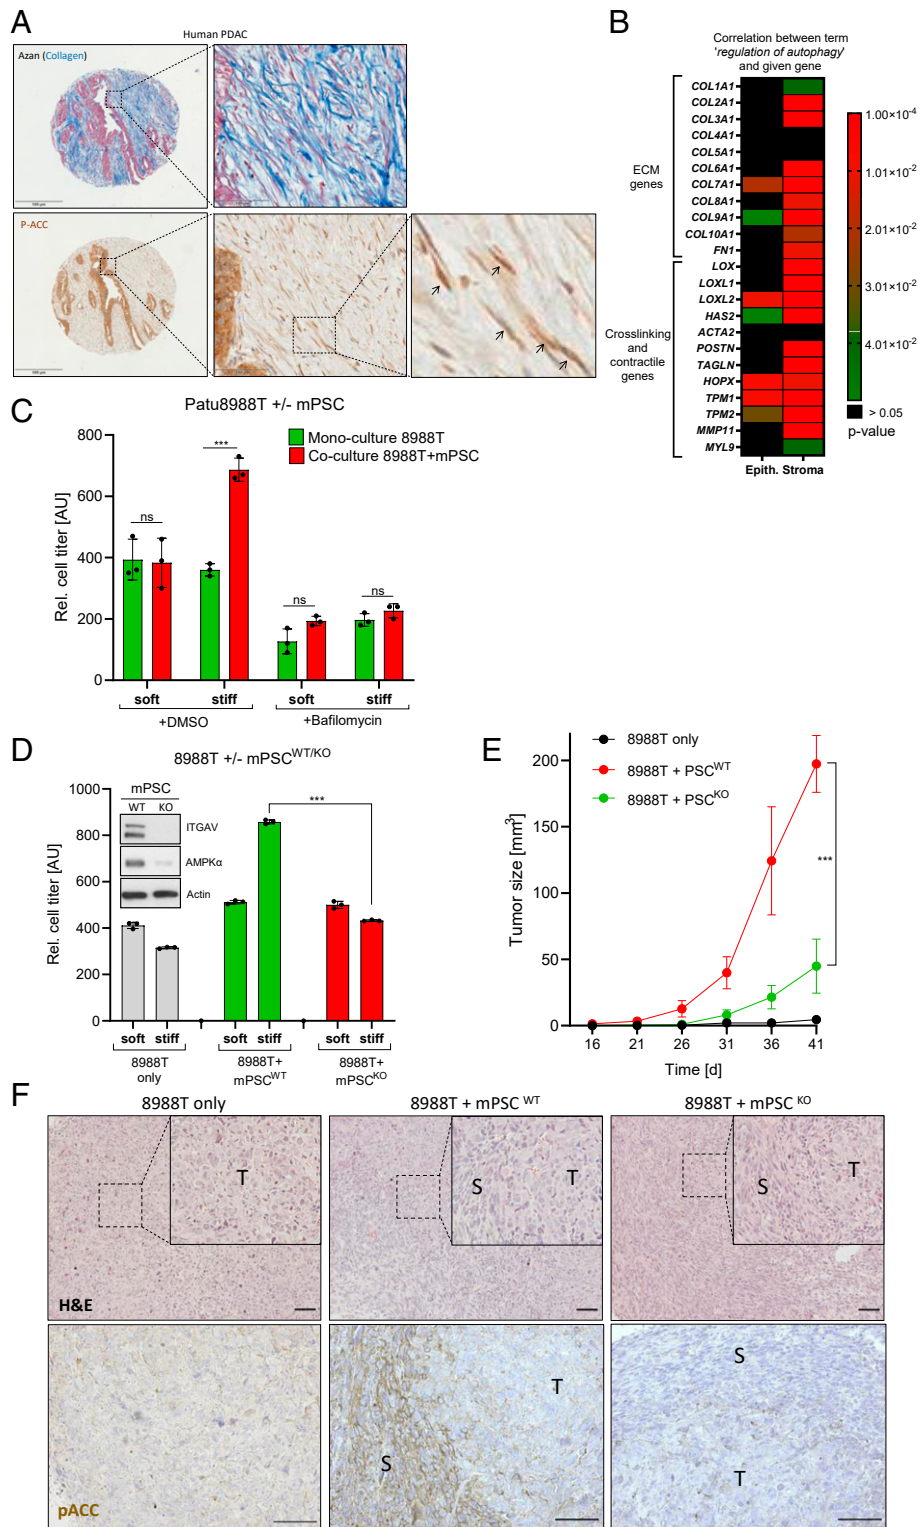 A
Human PDAC
Azan (Collagen)
P-ACC
B
Correlation between term
'regulation of autophagy'
and given gene
ECM
genes
Crosslinking
and
contractile
genes
COL1A1
COL2A1
COL3A1
COL4A1
COL5A1
COL6A1
COL7A1
COL8A1
COL9A1
COL10A1
FN1
LOX
LOXL1
LOXL2
HAS2
ACTA2
POSTN
TAGLN
HOPX
TPM1
TPM2
MMP11
MYL9
Epith. Stroma
1.00×10⁻⁴
1.01×10⁻²
2.01×10⁻²
3.01×10⁻²
4.01×10⁻²
> 0.05
p-value
C
Patu8988T +/- mPSC
Mono-culture 8988T
Co-culture 8988T+mPSC
Rel. cell titer [AU]
800
600
400
200
0
ns
***
ns
ns
soft stiff soft stiff
+DMSO +Bafilomycin
D
8988T +/- mPSCᵂᵀ/ᴷᴼ
Rel. cell titer [AU]
1000
800
600
400
200
0
mPSC
WT KO
ITGAV
AMPKα
Actin
***
soft stiff soft stiff soft stiff
8988T
only
8988T+
mPSCᵂᵀ
8988T+
mPSCᴷᴼ
E
8988T only
8988T + PSCᵂᵀ
8988T + PSCᴷᴼ
Tumor size [mm³]
200
150
100
50
0
***
16 21 26 31 36 41
Time [d]
F
8988T only
8988T + mPSC ᵂᵀ
8988T + mPSC ᴷᴼ
T
S T
S T
H&E
S T
S
T
pACC